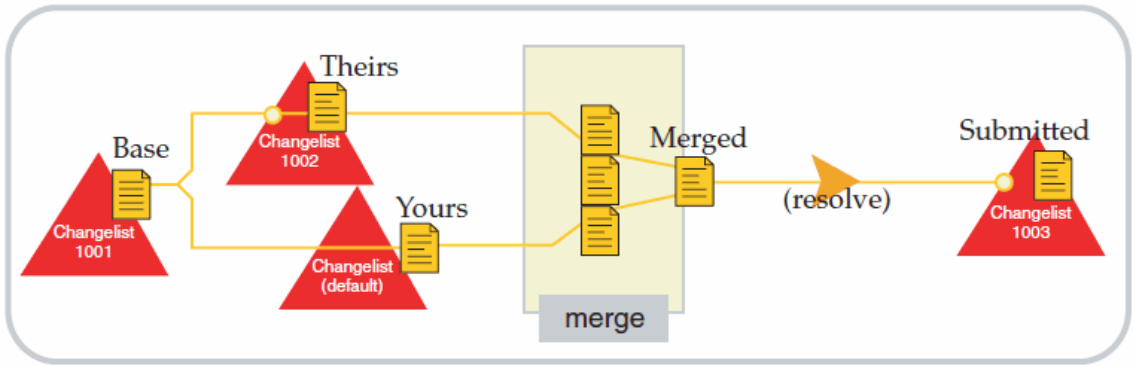 Base
Changelist
1001
Theirs
Changelist
1002
Yours
Changelist
(default)
merge
Merged
(resolve)
Submitted
Changelist
1003